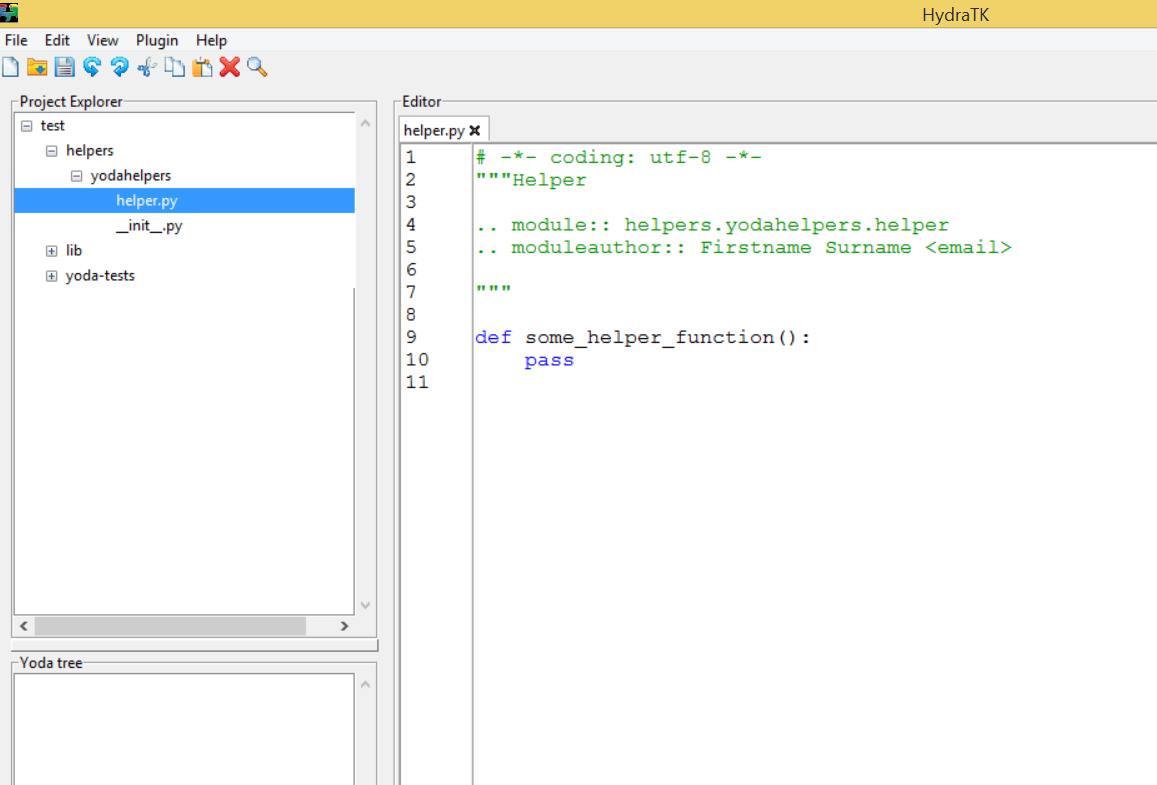 HydraTK
File Edit View Plugin Help
Project Explorer
test
helpers
yodahelpers
helper.py
__init__.py
lib
yoda-tests
Yoda tree
Editor
helper.py
1 # -*- coding: utf-8 -*-
2 """Helper
3
4 .. module:: helpers.yodahelpers.helper
5 .. moduleauthor:: Firstname Surname <email>
6
7 """
8
9 def some_helper_function():
10     pass
11